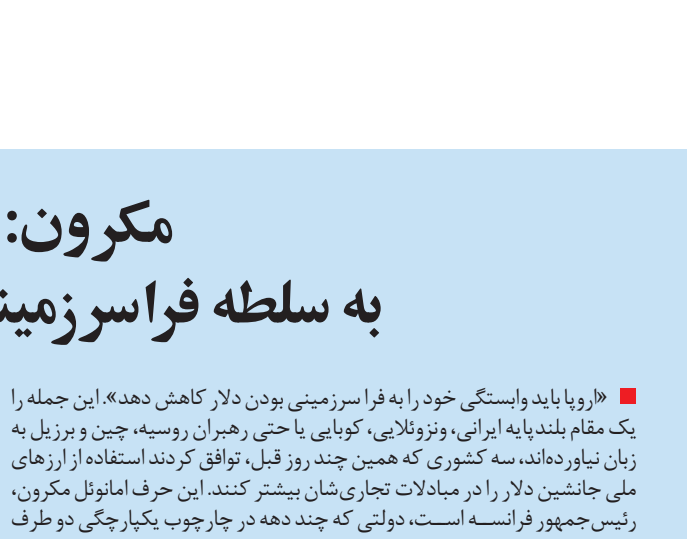 مکرون:
به سلطه
«اروپا باید وابستگی خود را به فرا سرزمینی بودن دلار کاهش دهد». این جمله را
یک مقام بلندپایه ایرانی، ونزوئلایی، کوبایی یا حتی رهبران روسیه، چین و برزیل به
زبان نیاورده‌اند، سه کشوری که همین چند روز قبل، توافق کردند استفاده از ارزهای
ملی جانشین دلار را در مبادلات تجاری‌شان بیشتر کنند. این حرف امانوئل مکرون،
رئیس‌جمهور فرانســه اســت، دولتی که چند دهه در چارچوب یکپارچگی دو طرف